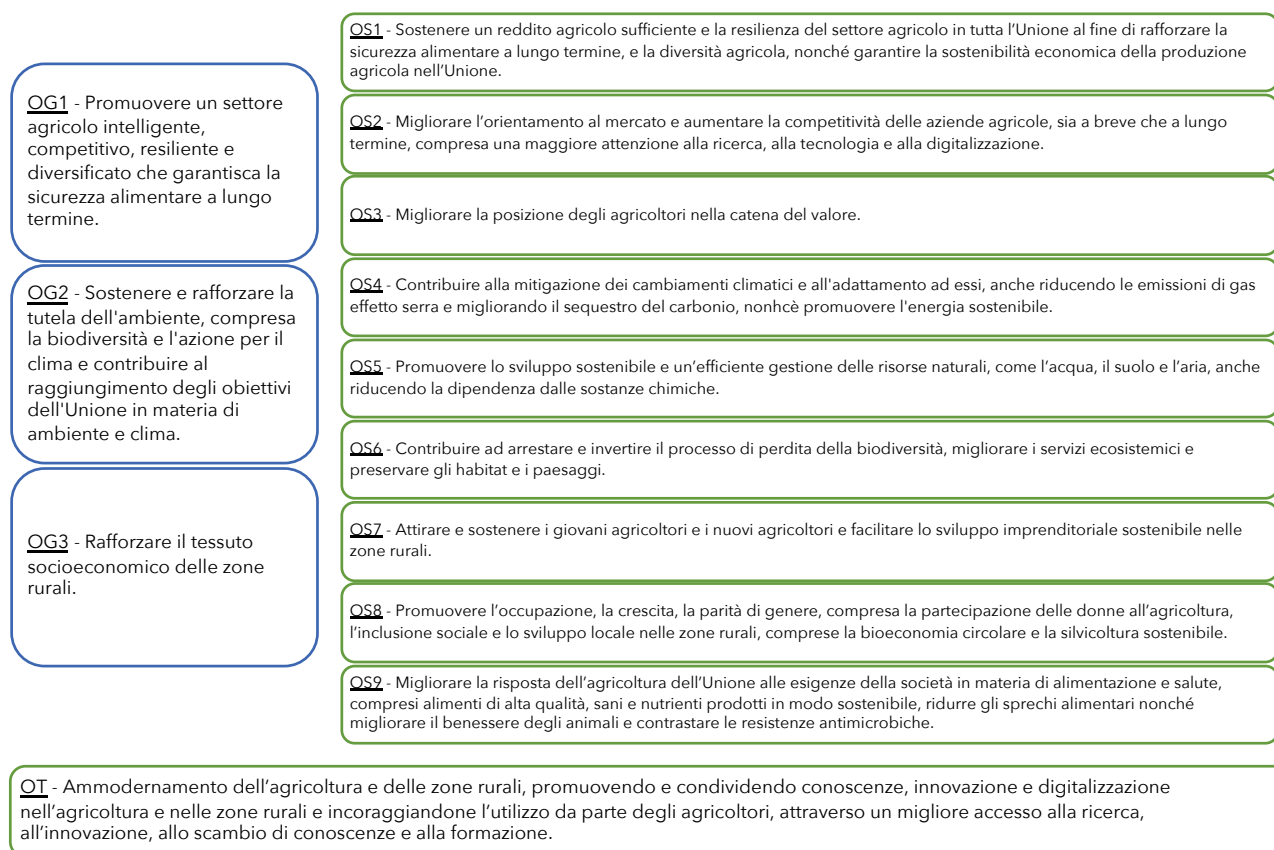 OG1 - Promuovere un settore
agricolo intelligente,
competitivo, resiliente e
diversificato che garantisca la
sicurezza alimentare a lungo
termine.
OG2 - Sostenere e rafforzare la
tutela dell'ambiente, compresa
la biodiversità e l'azione per il
clima e contribuire al
raggiungimento degli obiettivi
dell'Unione in materia di
ambiente e clima.
OG3 - Rafforzare il tessuto
socioeconomico delle zone
rurali.
OS1 - Sostenere un reddito agricolo sufficiente e la resilienza del settore agricolo in tutta l'Unione al fine di rafforzare la
sicurezza alimentare a lungo termine, e la diversità agricola, nonché garantire la sostenibilità economica della produzione
agricola nell'Unione.
OS2 - Migliorare l'orientamento al mercato e aumentare la competitività delle aziende agricole, sia a breve che a lungo
termine, compresa una maggiore attenzione alla ricerca, alla tecnologia e alla digitalizzazione.
OS3 - Migliorare la posizione degli agricoltori nella catena del valore.
OS4 - Contribuire alla mitigazione dei cambiamenti climatici e all'adattamento ad essi, anche riducendo le emissioni di gas
effetto serra e migliorando il sequestro del carbonio, nonhcè promuovere l'energia sostenibile.
OS5 - Promuovere lo sviluppo sostenibile e un'efficiente gestione delle risorse naturali, come l'acqua, il suolo e l'aria, anche
riducendo la dipendenza dalle sostanze chimiche.
OS6 - Contribuire ad arrestare e invertire il processo di perdita della biodiversità, migliorare i servizi ecosistemici e
preservare gli habitat e i paesaggi.
OS7 - Attirare e sostenere i giovani agricoltori e i nuovi agricoltori e facilitare lo sviluppo imprenditoriale sostenibile nelle
zone rurali.
OS8 - Promuovere l'occupazione, la crescita, la parità di genere, compresa la partecipazione delle donne all'agricoltura,
l'inclusione sociale e lo sviluppo locale nelle zone rurali, comprese la bioeconomia circolare e la silvicoltura sostenibile.
OS9 - Migliorare la risposta dell'agricoltura dell'Unione alle esigenze della società in materia di alimentazione e salute,
compresi alimenti di alta qualità, sani e nutrienti prodotti in modo sostenibile, ridurre gli sprechi alimentari nonché
migliorare il benessere degli animali e contrastare le resistenze antimicrobiche.
OT - Ammodernamento dell'agricoltura e delle zone rurali, promuovendo e condividendo conoscenze, innovazione e digitalizzazione
nell'agricoltura e nelle zone rurali e incoraggiandone l'utilizzo da parte degli agricoltori, attraverso un migliore accesso alla ricerca,
all'innovazione, allo scambio di conoscenze e alla formazione.